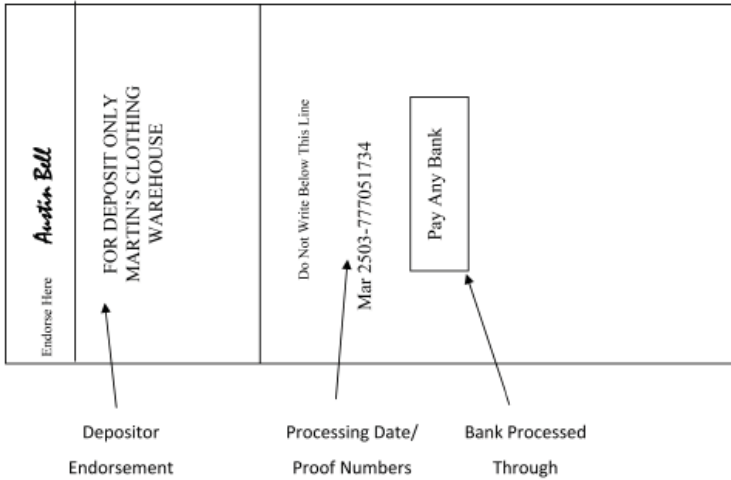 Endorse Here Austin Bell
FOR DEPOSIT ONLY
MARTIN'S CLOTHING
WAREHOUSE
Do Not Write Below This Line
Mar 2503-777051734
Pay Any Bank
Depositor
Endorsement
Processing Date/
Proof Numbers
Bank Processed
Through